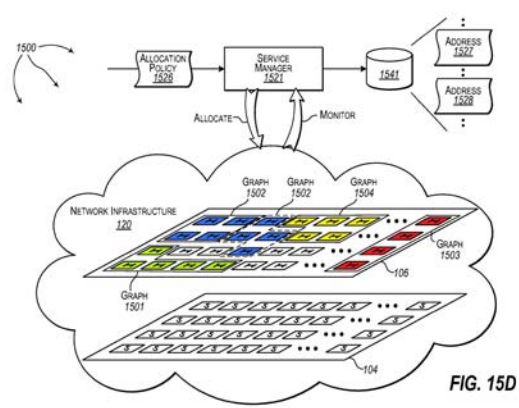 1500
ALLOCATION
POLICY
1526
SERVICE
MANAGER
1521
1541
ADDRESS
1527
ADDRESS
1528
ALLOCATE
MONITOR
GRAPH
1502
GRAPH
1502
GRAPH
1504
NETWORK INFRASTRUCTURE
120
GRAPH
1503
GRAPH
1501
106
S S S S S S S
S S S S S S S
S S S S S S S
S S S S S S S
104
FIG. 15D